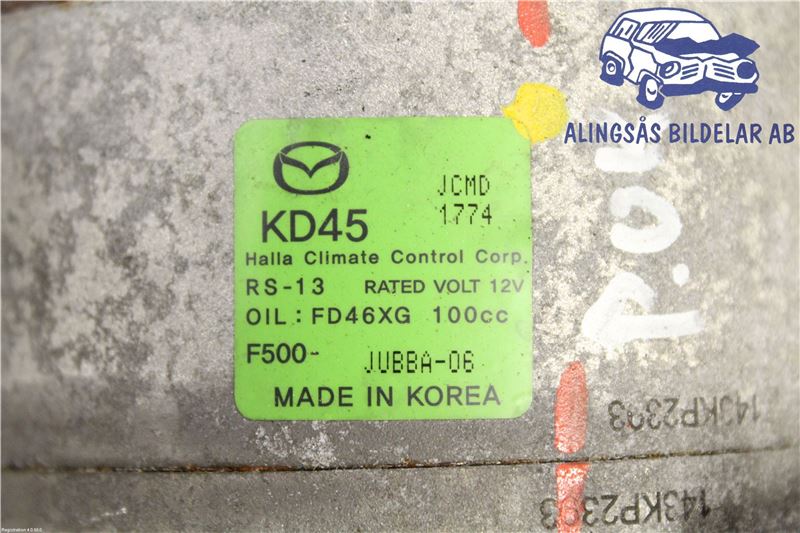 ALINGSÅS BILDELAR AB
JCMD
1774
KD45
Halla Climate Control Corp.
RS-13 RATED VOLT 12V
OIL: FD46XG 100cc
F500- JUBBA-06
MADE IN KOREA
143KP2303
143KP2303